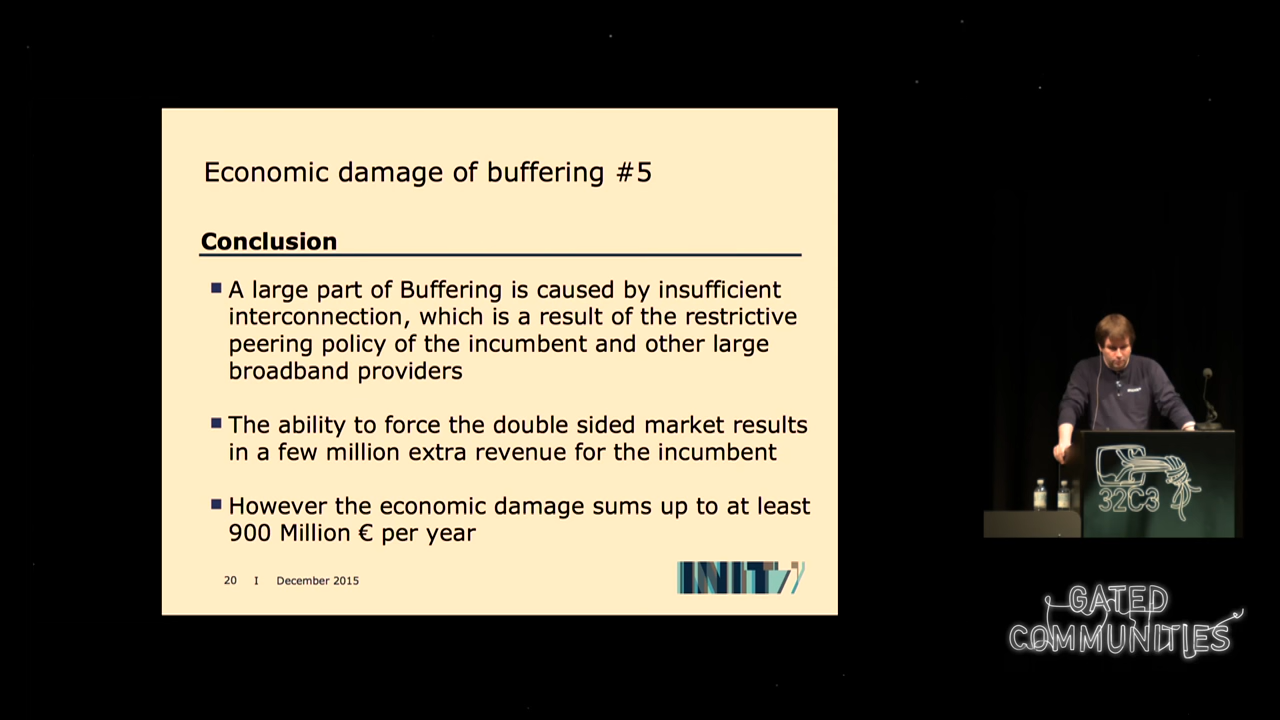 Economic damage of buffering #5
Conclusion
A large part of Buffering is caused by insufficient
interconnection, which is a result of the restrictive
peering policy of the incumbent and other large
broadband providers
The ability to force the double sided market results
in a few million extra revenue for the incumbent
However the economic damage sums up to at least
900 Million € per year
20 I December 2015
INIT7
32C3
GATED
COMMUNITIES